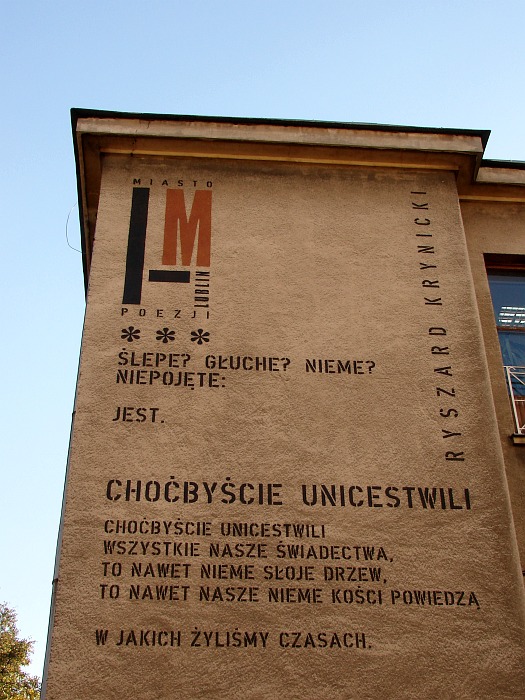 MIASTO
M
LUBLIN
POEZJI
RYSZARD KRYNICKI
***
ŚLEPE? GŁUCHE? NIEME?
NIEPOJĘTE:
JEST.
CHOĆBYŚCIE UNICESTWILI
CHOĆBYŚCIE UNICESTWILI
WSZYSTKIE NASZE ŚWIADECTWA,
TO NAWET NIEME SŁOJE DRZEW,
TO NAWET NASZE NIEME KOŚCI POWIEDZĄ
W JAKICH ŻYLIŚMY CZASACH.